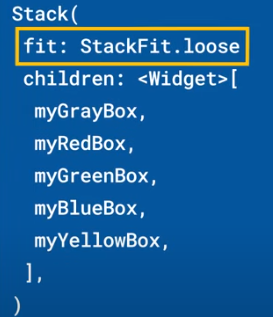 Stack(
fit: StackFit.loose
children: <Widget>[
myGrayBox,
myRedBox,
myGreenBox,
myBlueBox,
myYellowBox,
],
)